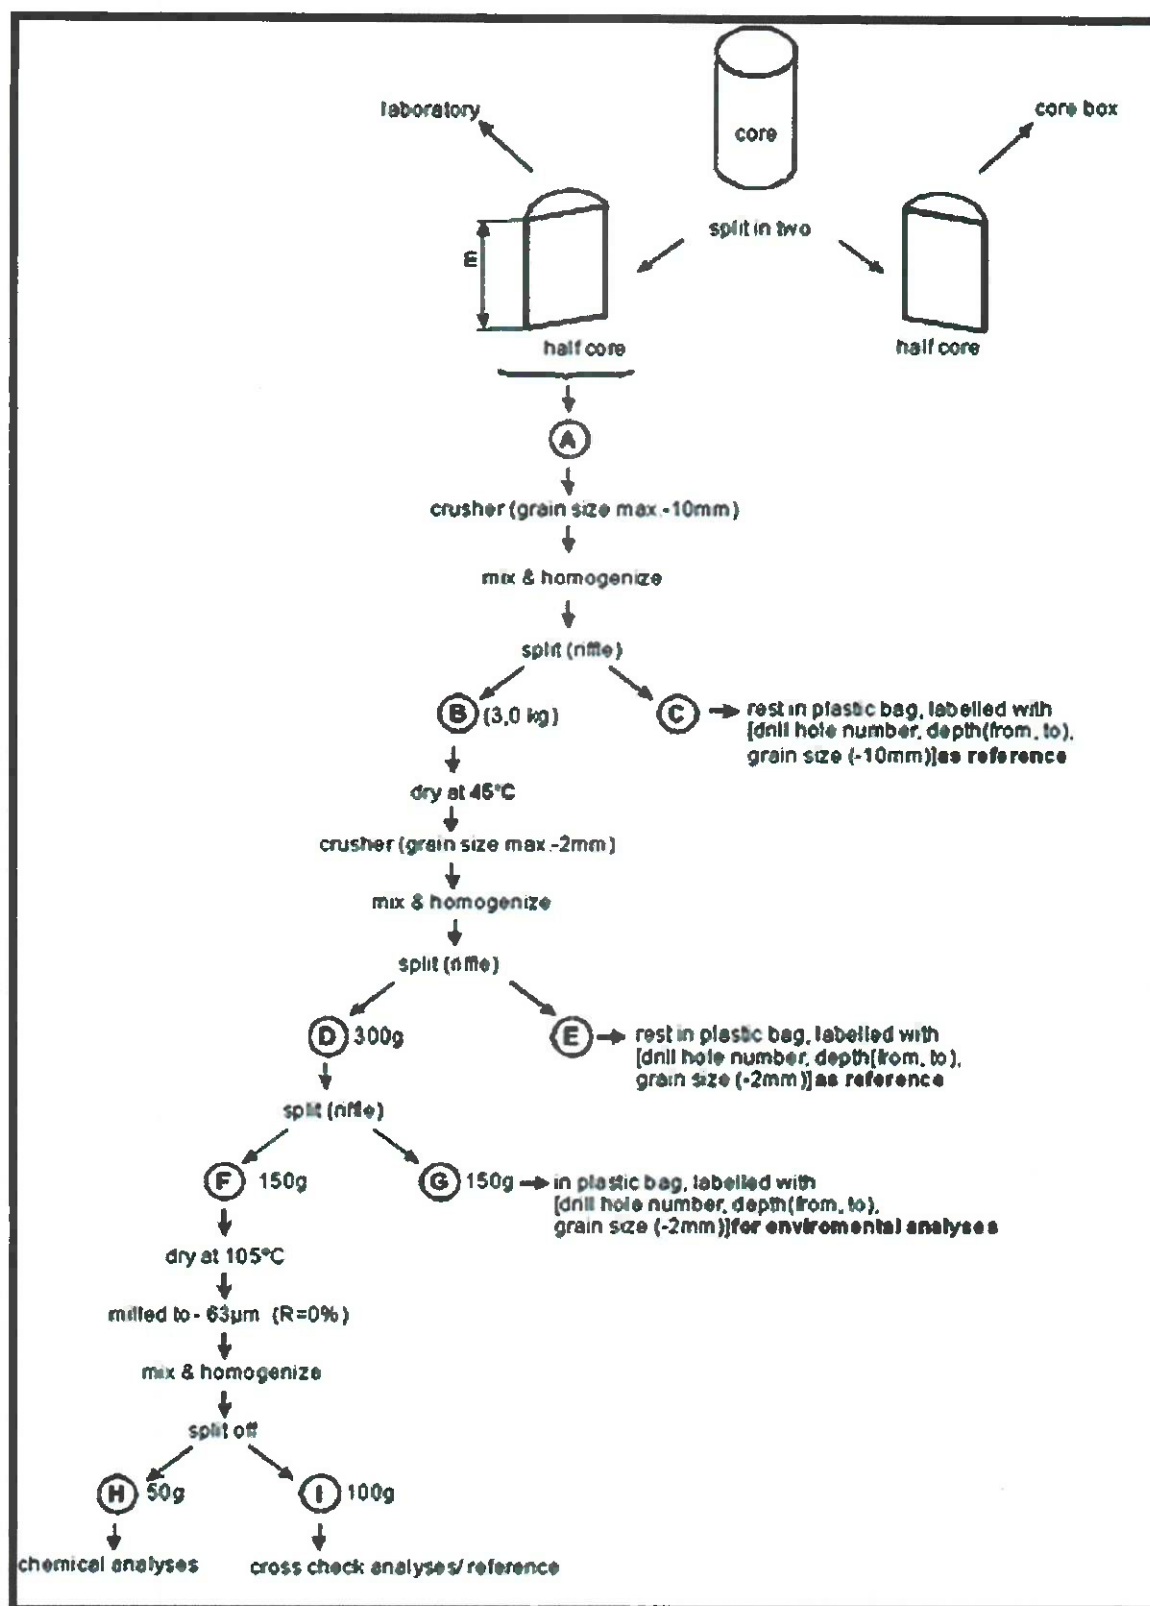 laboratory
core
core box
split in two
m
half core
half core
A
crusher (grain size max.-10mm)
mix & homogenize
split (riffle)
B (3,0 kg)
C
rest in plastic bag, labelled with
[drill hole number, depth(from, to),
grain size (-10mm)]as reference
dry at 45°C
crusher (grain size max.-2mm)
mix & homogenize
split (riffle)
D 300g
E
rest in plastic bag, labelled with
[drill hole number, depth[from, to),
grain size (-2mm)]as reference
split (riffle)
F 150g
G 150g
in plastic bag, labelled with
[drill hole number, depth(from, to),
grain size (-2mm)]for enviromental analyses
dry at 105°C
milled to - 63µm (R=0%)
mix & homogenize
split off
H 50g
I 100g
chemical analyses
cross check analyses/ reference